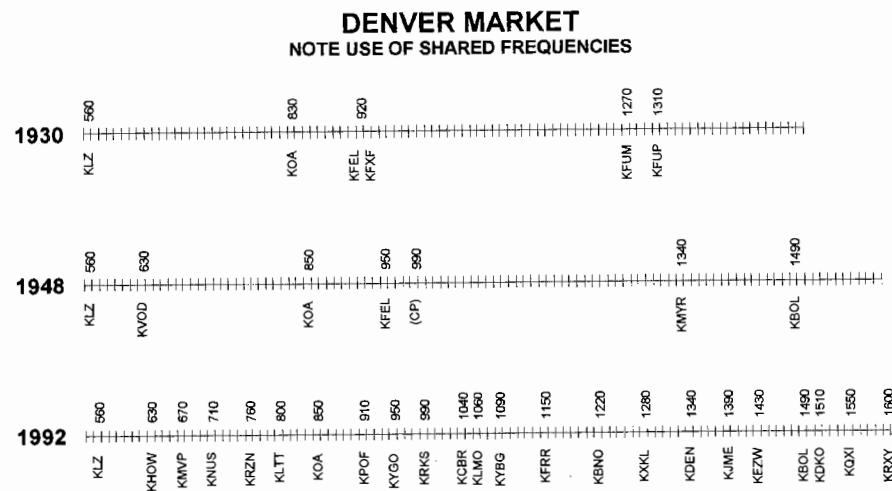 DENVER MARKET
NOTE USE OF SHARED FREQUENCIES
560 830 920 1270 1310
1930
KLZ KOA KFEL KFXF KFUM KFUP
560 630 850 950 990 1340 1490
1948
KLZ KVOD KOA KFEL (CP) KMYR KBOL
560 630 670 710 760 800 850 910 950 990 1040 1060 1090 1150 1220 1280 1340 1390 1430 1490 1510 1550 1600
1992
KLZ KHOW KMVP KNUS KRZN KLTT KOA KPOF KYGO KRKS KCBR KLMO KYBG KFRR KBNO KXKL KDEN KJME KEZW KBOL KDKO KQXI KRXY